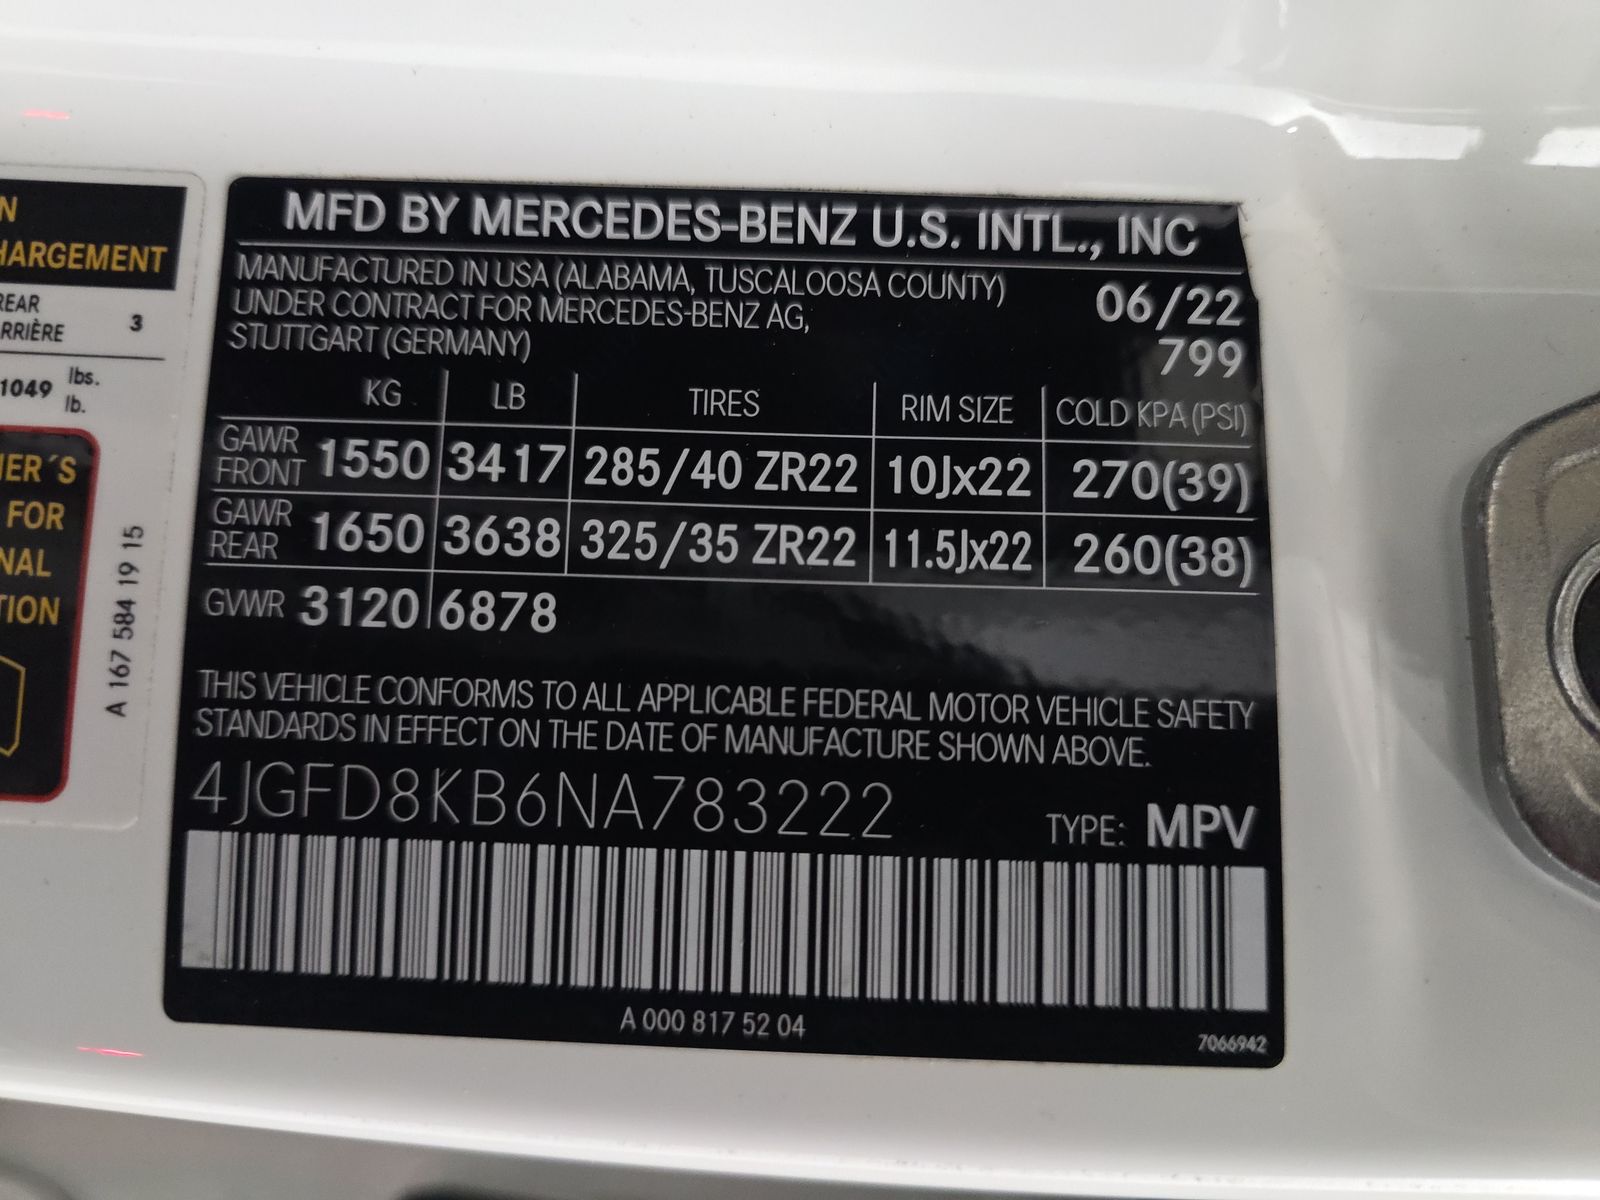 N
HARGEMENT
REAR
RRIÈRE 3
1049 lbs.
lb.
ER´S
FOR
NAL
TION
A 167 584 19 15
MFD BY MERCEDES-BENZ U.S. INTL., INC
MANUFACTURED IN USA (ALABAMA, TUSCALOOSA COUNTY)
UNDER CONTRACT FOR MERCEDES-BENZ AG,
STUTTGART (GERMANY)
06/22
799
KG LB TIRES RIM SIZE COLD KPA (PSI)
GAWR FRONT 1550 3417 285/40 ZR22 10Jx22 270(39)
GAWR REAR 1650 3638 325/35 ZR22 11.5Jx22 260(38)
GVWR 3120 6878
THIS VEHICLE CONFORMS TO ALL APPLICABLE FEDERAL MOTOR VEHICLE SAFETY
STANDARDS IN EFFECT ON THE DATE OF MANUFACTURE SHOWN ABOVE.
4JGFD8KB6NA783222 TYPE: MPV
A 000 817 52 04
7066942